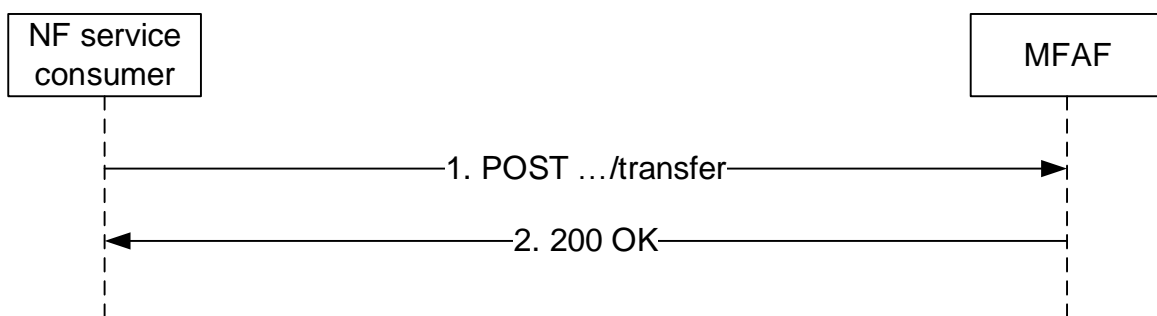 NF service
consumer
MFAF
1. POST …/transfer
2. 200 OK